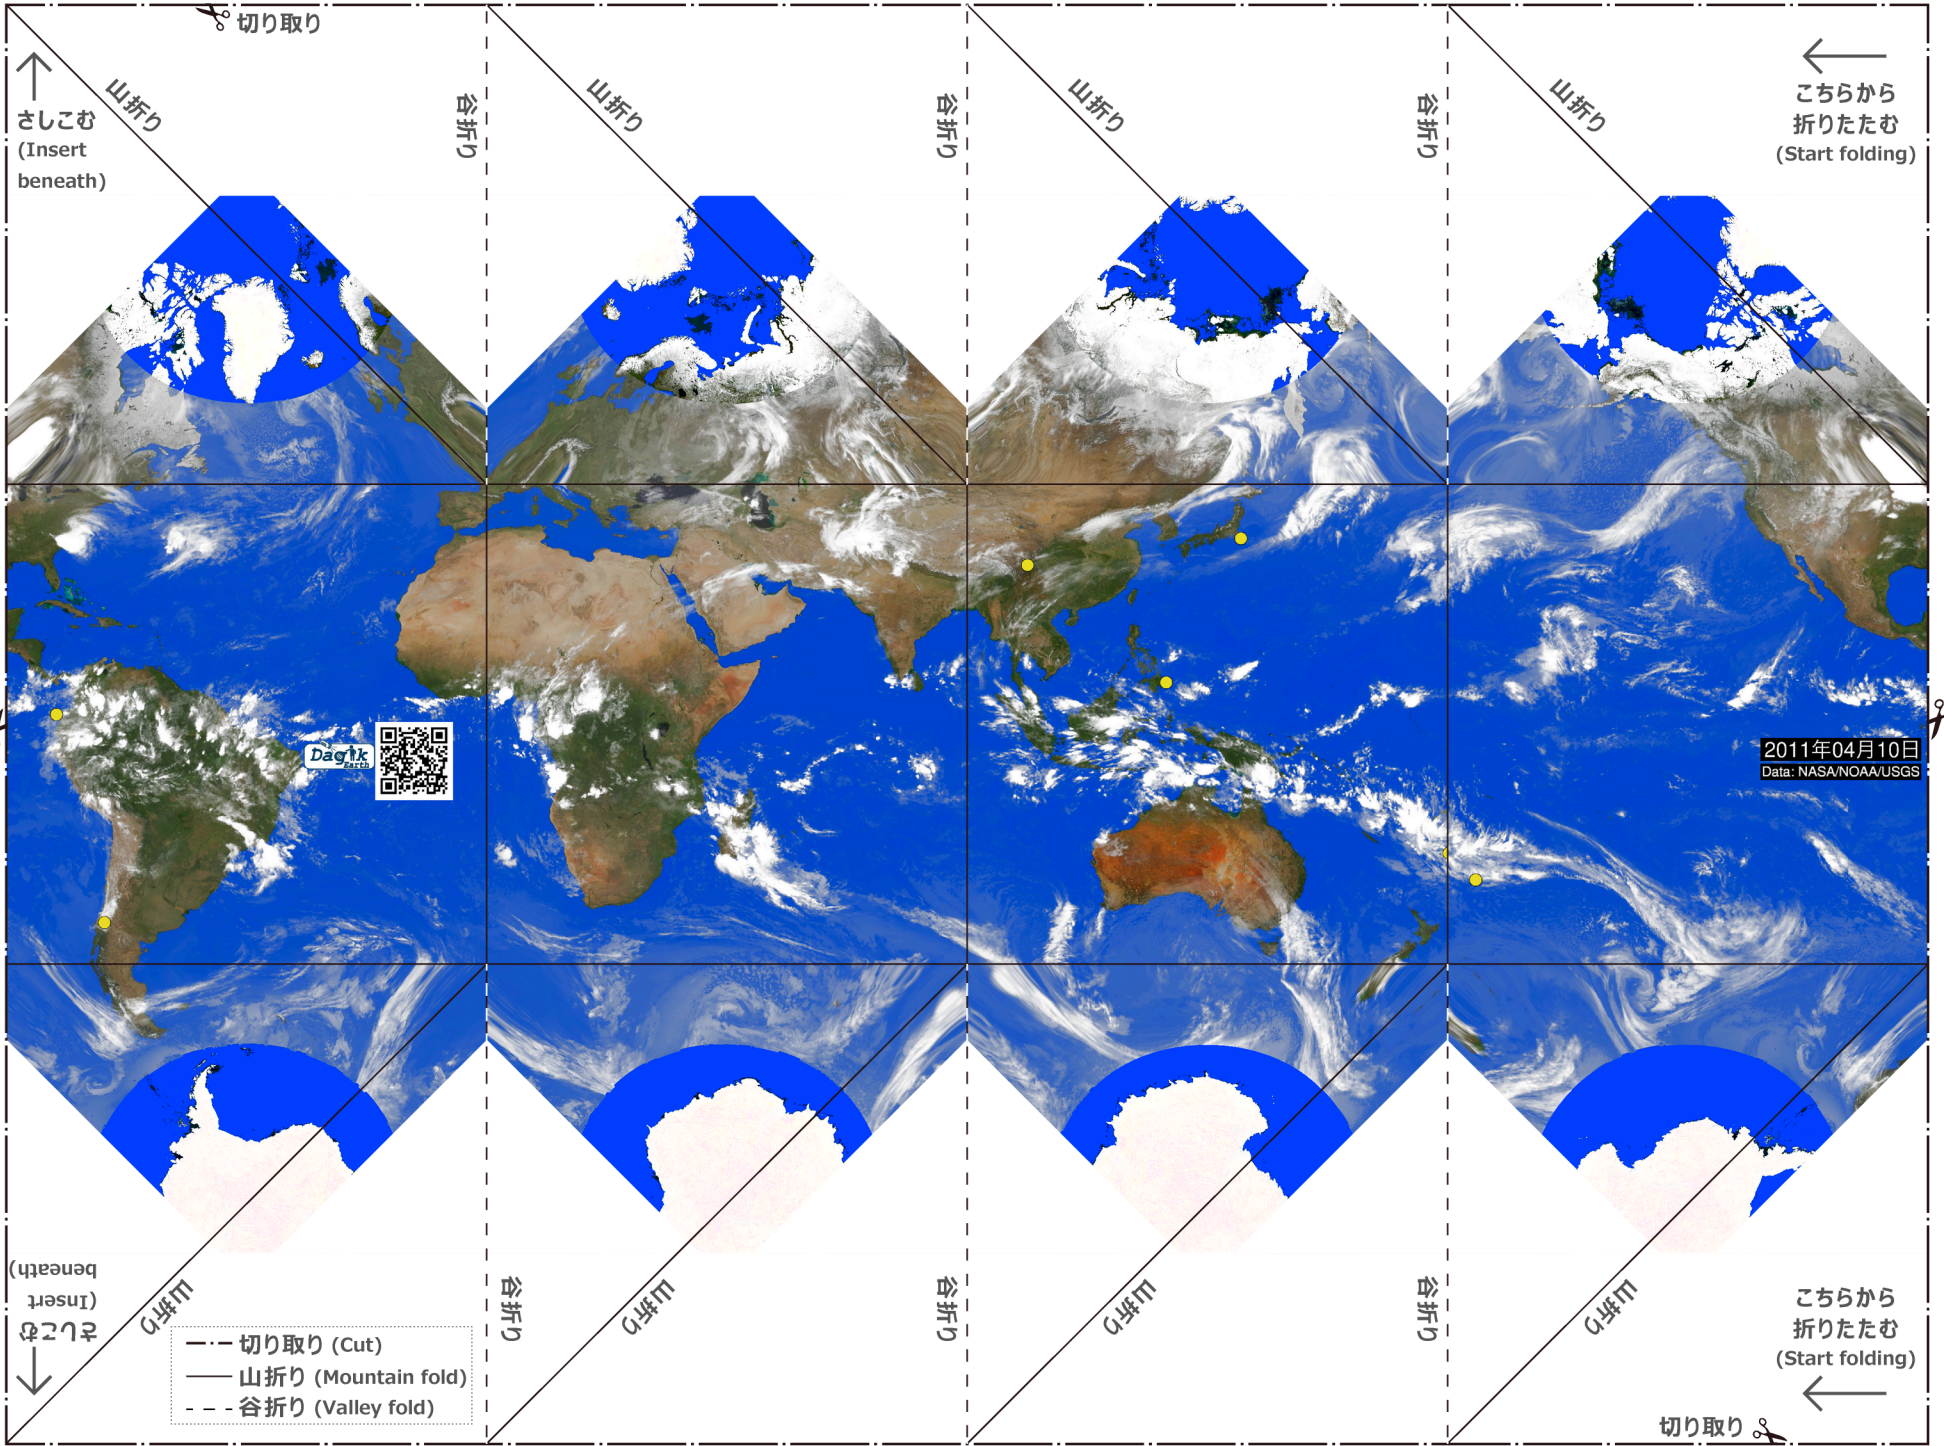 切り取り
さしこむ
(Insert
beneath)
山折り
谷折り
山折り
谷折り
山折り
谷折り
山折り
こちらから
折りたたむ
(Start folding)
Dagik
Earth
2011年04月10日
Data: NASA/NOAA/USGS
さしこむ
(Insert
beneath)
山折り
谷折り
山折り
谷折り
山折り
谷折り
山折り
こちらから
折りたたむ
(Start folding)
切り取り (Cut)
山折り (Mountain fold)
谷折り (Valley fold)
切り取り